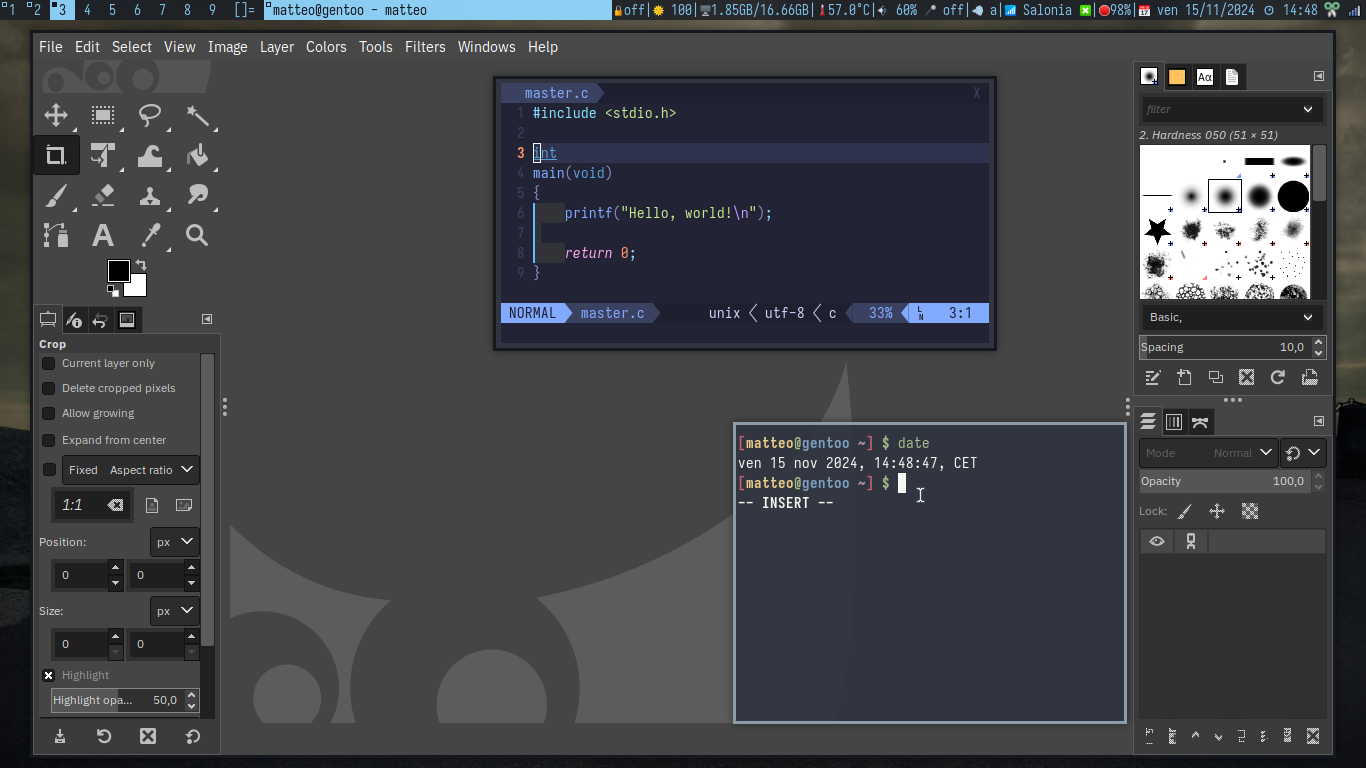 1 2 3 4 5 6 7 8 9 []= matteo@gentoo - matteo off| 100| 1.85GB/16.66GB| 57.0°C| 60% off| a| Salonia | 98%| ven 15/11/2024 14:48
File Edit Select View Image Layer Colors Tools Filters Windows Help
Crop
Current layer only
Delete cropped pixels
Allow growing
Expand from center
Fixed Aspect ratio
1:1
Position: px
0 0
Size: px
0 0
Highlight
Highlight opa... 50,0
master.c X
1 #include <stdio.h>
2
3 int
4 main(void)
5 {
6 printf("Hello, world!\n");
7
8 return 0;
9 }
NORMAL master.c unix utf-8 c 33% LN 3:1
[matteo@gentoo ~] $ date
ven 15 nov 2024, 14:48:47, CET
[matteo@gentoo ~] $
-- INSERT --
Aα
filter
2. Hardness 050 (51 × 51)
Basic,
Spacing 10,0
Mode Normal
Opacity 100,0
Lock: